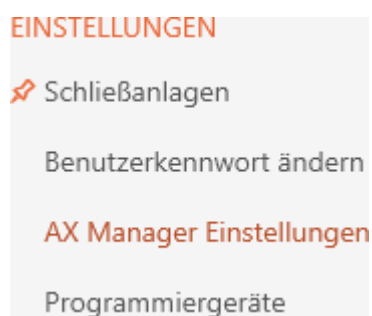 EINSTELLUNGEN
Schließanlagen
Benutzerkennwort ändern
AX Manager Einstellungen
Programmiergeräte